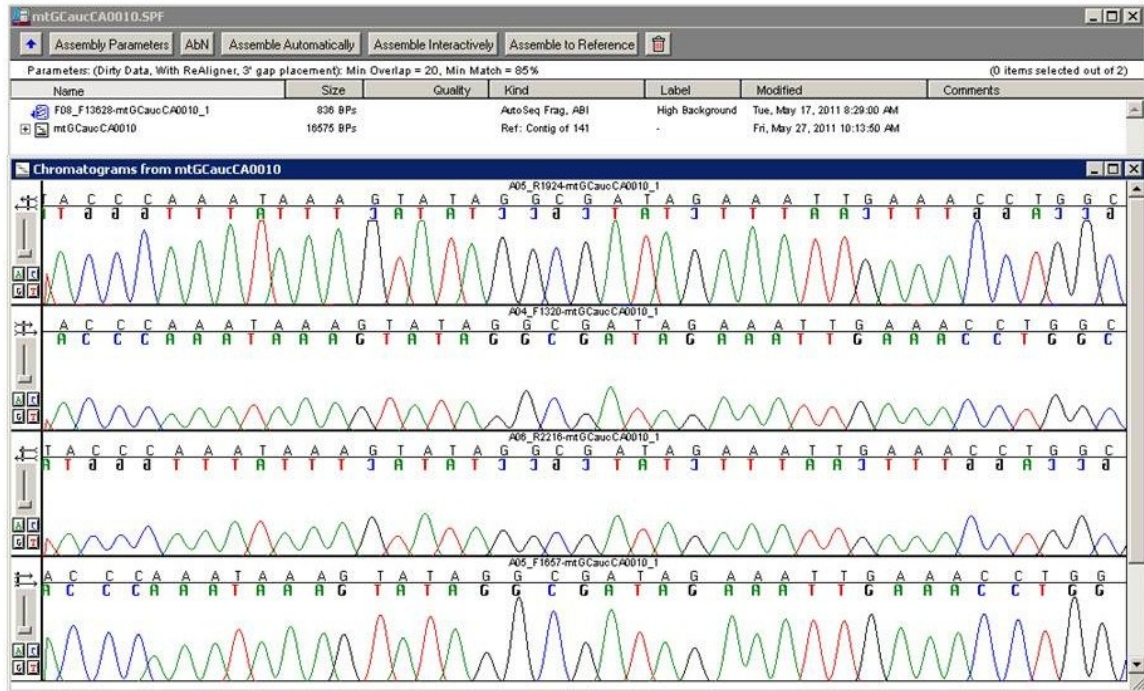 mtGCaucCA0010.SPF
Assembly Parameters AbN Assemble Automatically Assemble Interactively Assemble to Reference
Parameters: (Dirty Data, With ReAligner, 3' gap placement): Min Overlap = 20, Min Match = 85% (0 items selected out of 2)
Name Size Quality Kind Label Modified Comments
F08_F13628-mtGCaucCA0010_1 836 BPs AutoSeq Frag, ABI High Background Tue, May 17, 2011 8:29:00 AM
mtGCaucCA0010 16575 BPs Ref: Contig of 141 - Fri, May 27, 2011 10:13:50 AM
Chromatograms from mtGCaucCA0010
A05_R1924-mtGCaucCA0010_1
T A C C C A A A T A A A G T A T A G G C G A T A G A A A T T G A A A C C T G G C
T G G G T T T A T T T C A T A T C C G C T A T C T T T A A C T T T G G A C C G
A C
G T
A04_F1320-mtGCaucCA0010_1
A C C C A A A T A A A G T A T A G G C G A T A G A A A T T G A A A C C T G G C
A C C C A A A T A A A G T A T A G G C G A T A G A A A T T G A A A C C T G G C
A C
G T
A06_R2216-mtGCaucCA0010_1
T A C C C A A A T A A A G T A T A G G C G A T A G A A A T T G A A A C C T G G C
A T G G G T T T A T T T C A T A T C C G C T A T C T T T A A C T T T G G A C C G
A C
G T
A05_F1657-mtGCaucCA0010_1
A C C C A A A T A A A G T A T A G G C G A T A G A A A T T G A A A C C T G G
A C C C A A A T A A A G T A T A G G C G A T A G A A A T T G A A A C C T G G
A C
G T